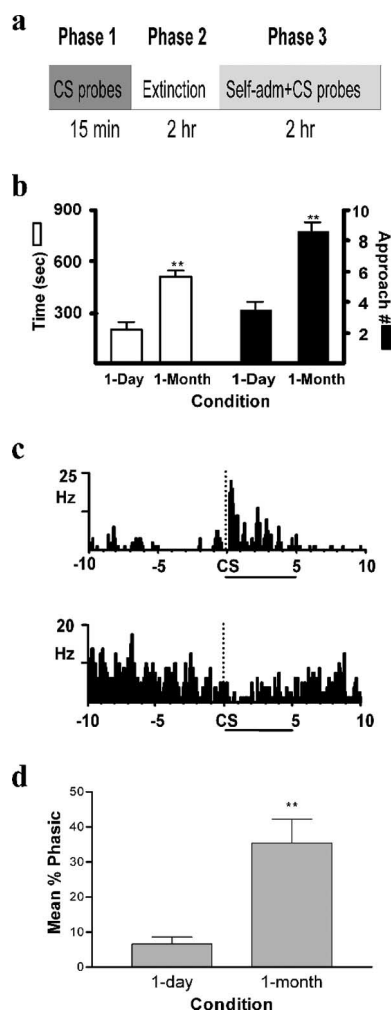 a
Phase 1 Phase 2 Phase 3
CS probes Extinction Self-adm+CS probes
15 min 2 hr 2 hr
b
900
600
300
Time (sec)
10
8
6
4
2
Approach #
** **
1-Day 1-Month 1-Day 1-Month
Condition
c
25
Hz
-10 -5 CS 5 10
20
Hz
-10 -5 CS 5 10
d
50
40
30
20
10
0
Mean % Phasic
**
1-day 1-month
Condition